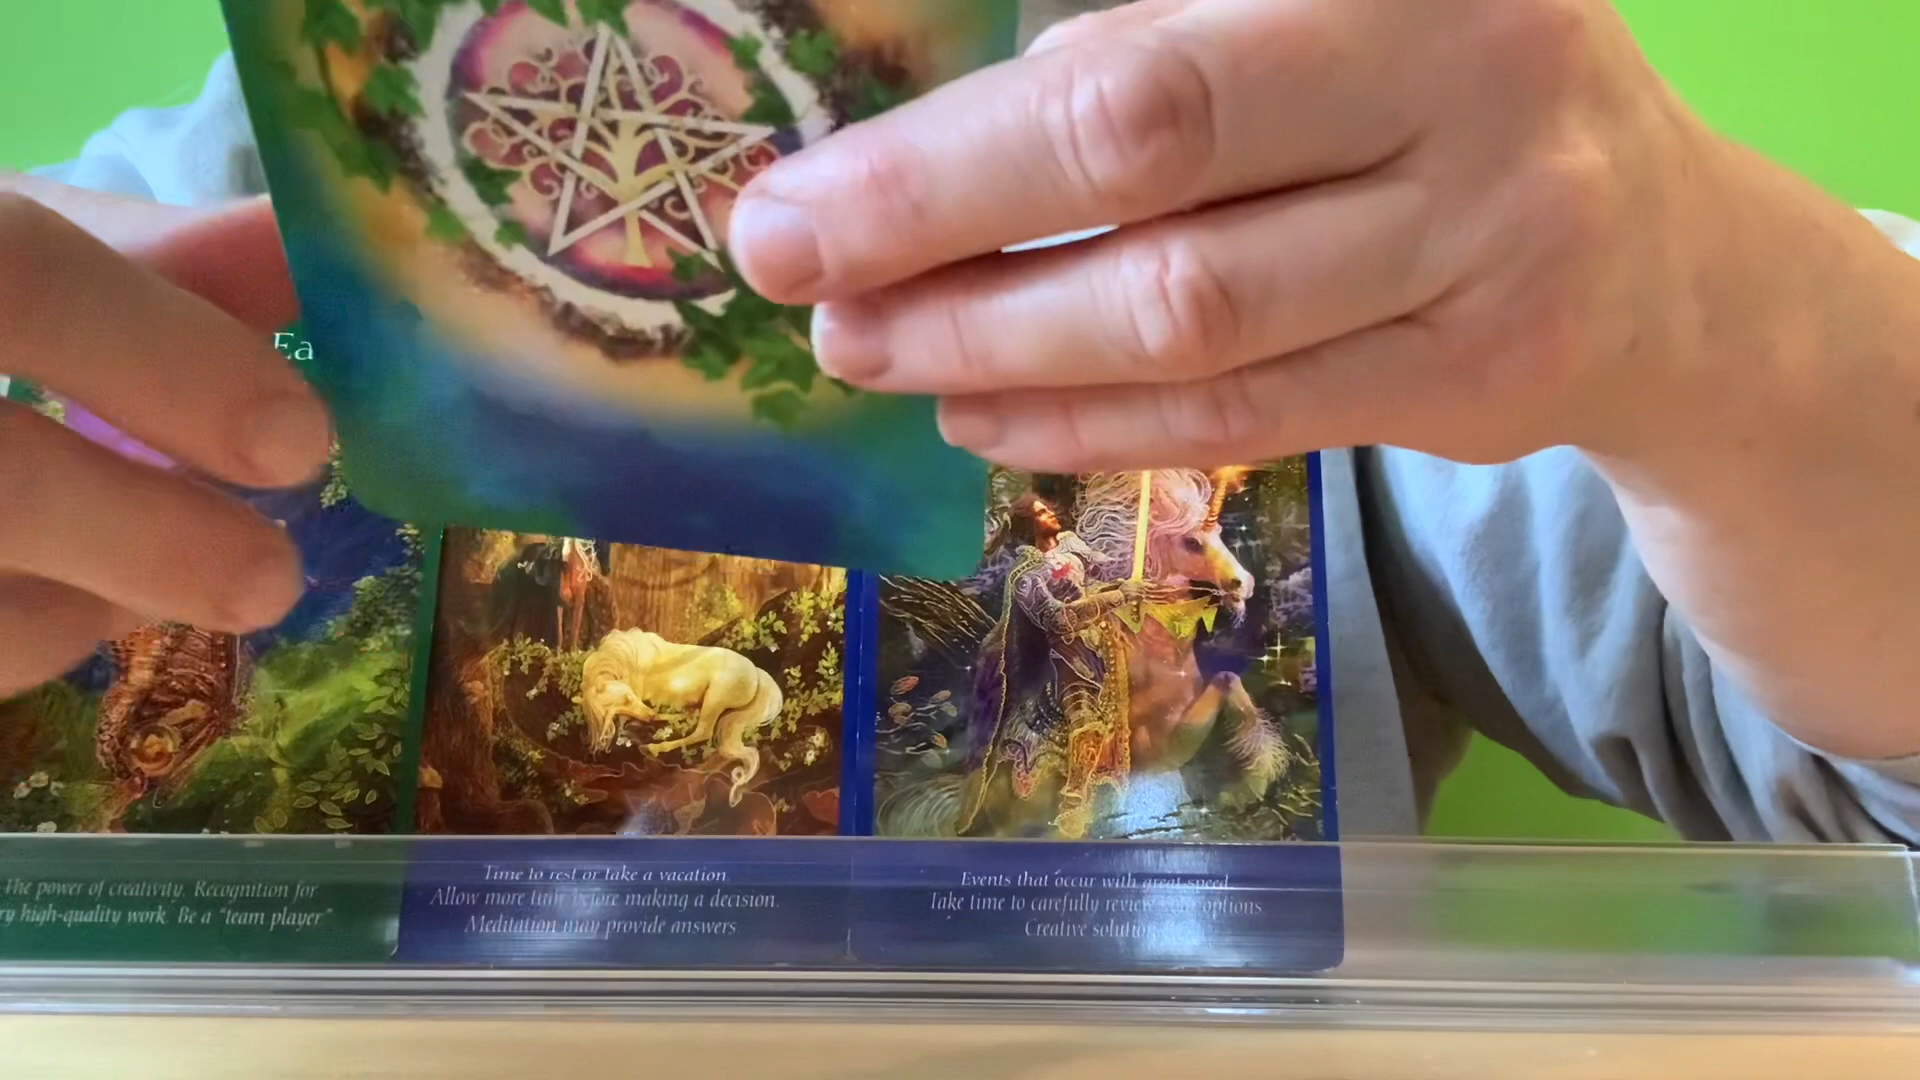 Ea
The power of creativity. Recognition for
ry high-quality work. Be a "team player."
Time to rest or take a vacation.
Allow more time before making a decision.
Meditation may provide answers.
Events that occur with great speed.
Take time to carefully review your options
Creative solutions